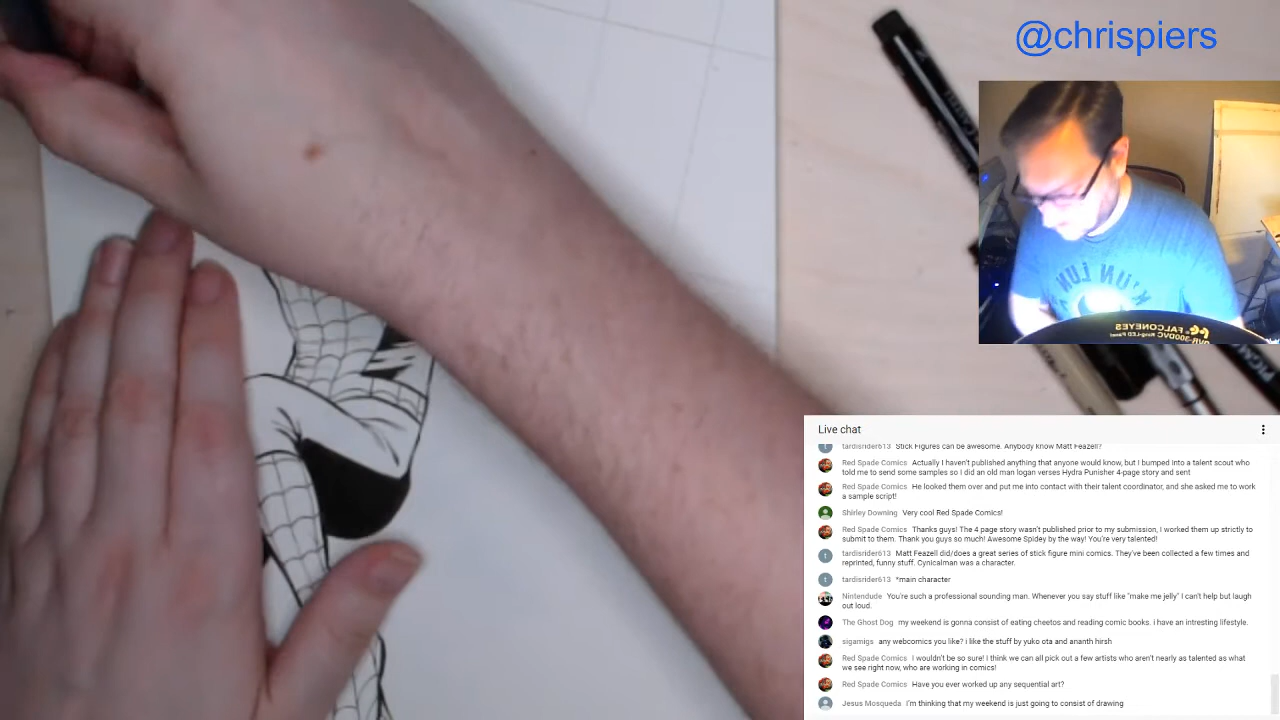 @chrispiers
K'UN LUN
FALCONEYES
DVR-300DVC Ring-LED Panel
PIGMA
Live chat
tardisrider613 Stick Figures can be awesome. Anybody know Matt Feazell?
Red Spade Comics Actually I haven't published anything that anyone would know, but I bumped into a talent scout who
told me to send some samples so I did an old man logan verses Hydra Punisher 4-page story and sent
Red Spade Comics He looked them over and put me into contact with their talent coordinator, and she asked me to work
a sample script!
Shirley Downing Very cool Red Spade Comics!
Red Spade Comics Thanks guys! The 4 page story wasn't published prior to my submission, I worked them up strictly to
submit to them. Thank you guys so much! Awesome Spidey by the way! You're very talented!
tardisrider613 Matt Feazell did/does a great series of stick figure mini comics. They've been collected a few times and
reprinted, funny stuff. Cynicalman was a character.
tardisrider613 *main character
Nintendude You're such a professional sounding man. Whenever you say stuff like "make me jelly" I can't help but laugh
out loud.
The Ghost Dog my weekend is gonna consist of eating cheetos and reading comic books. i have an intresting lifestyle.
sigamigs any webcomics you like? i like the stuff by yuko ota and ananth hirsh
Red Spade Comics I wouldn't be so sure! I think we can all pick out a few artists who aren't nearly as talented as what
we see right now, who are working in comics!
Red Spade Comics Have you ever worked up any sequential art?
Jesus Mosqueda I'm thinking that my weekend is just going to consist of drawing